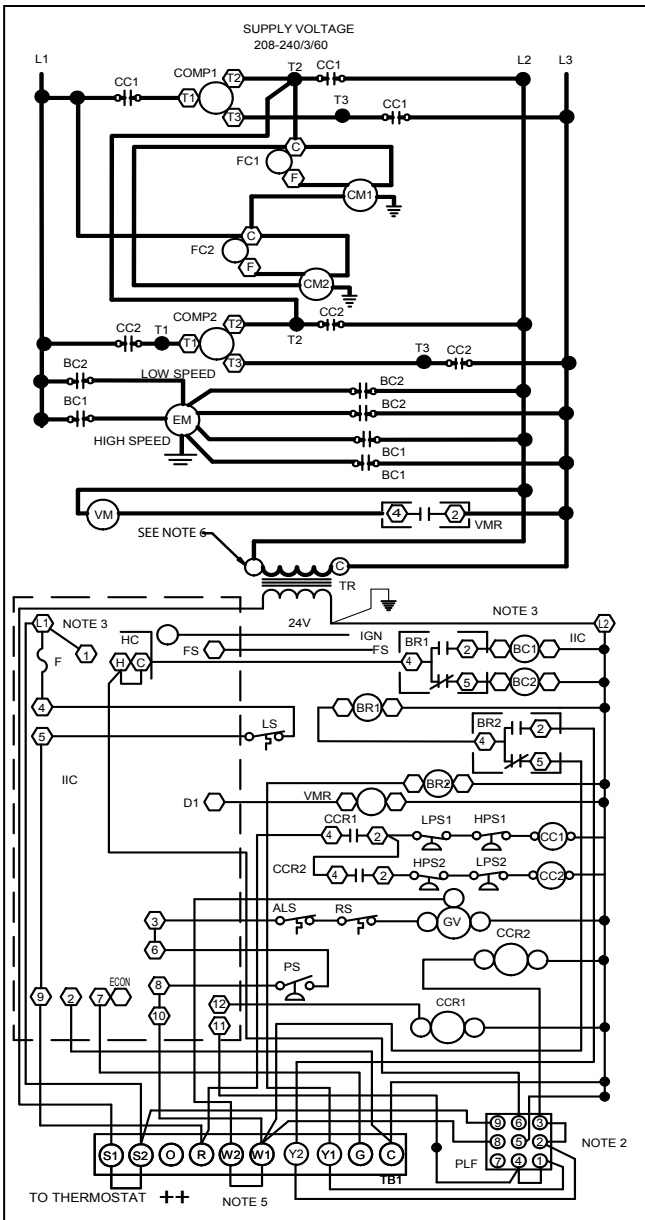 SUPPLY VOLTAGE
208-240/3/60
L1
L2
L3
CC1
COMP1
T1
T2
T3
T2
CC1
T3
CC1
C
FC1
F
CM1
C
FC2
F
CM2
COMP2
CC2
T1
T1
T2
T3
T2
CC2
T3
CC2
LOW SPEED
BC2
BC2
BC1
EM
BC2
HIGH SPEED
BC1
BC1
VM
4
2
VMR
SEE NOTE 6
C
TR
24V
L1
NOTE 3
NOTE 3
L2
1
F
HC
H
C
IGN
FS
FS
BR1
4
2
BC1
IIC
5
BC2
4
BR1
BR2
4
2
5
5
LS
IIC
BR2
D1
VMR
CCR1
4
2
LPS1
HPS1
CC1
CCR2
4
2
HPS2
LPS2
CC2
3
ALS
RS
GV
CCR2
6
8
PS
ECON
9
2
7
10
12
11
CCR1
9
6
3
8
5
2
7
4
1
PLF
NOTE 2
S1
S2
O
R
W2
W1
Y2
Y1
G
C
TB1
TO THERMOSTAT ++
NOTE 5